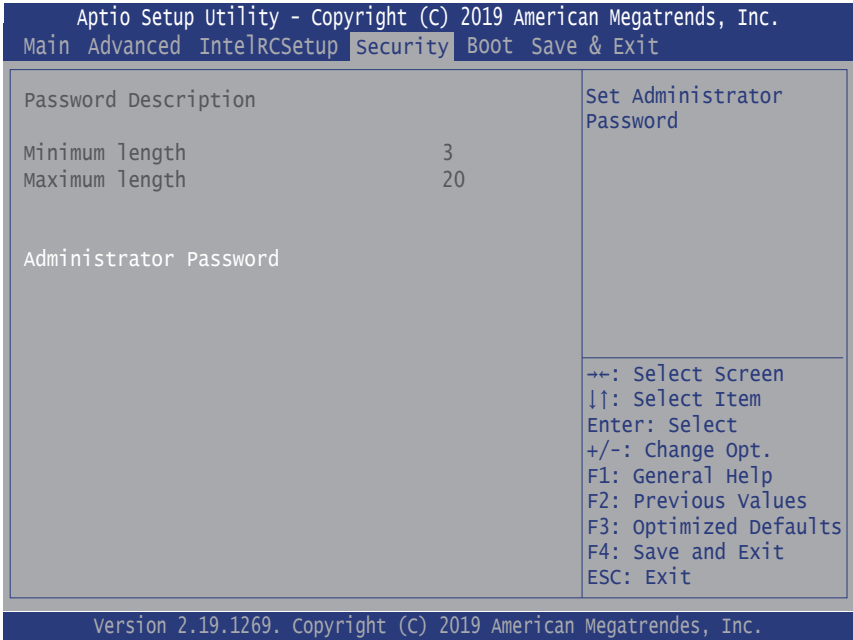 Aptio Setup Utility - Copyright (C) 2019 American Megatrends, Inc.
Main Advanced IntelRCSetup Security Boot Save & Exit
Password Description
Minimum length 3
Maximum length 20
Administrator Password
Set Administrator
Password
→←: Select Screen
↓↑: Select Item
Enter: Select
+/-: Change Opt.
F1: General Help
F2: Previous Values
F3: Optimized Defaults
F4: Save and Exit
ESC: Exit
Version 2.19.1269. Copyright (C) 2019 American Megatrendes, Inc.